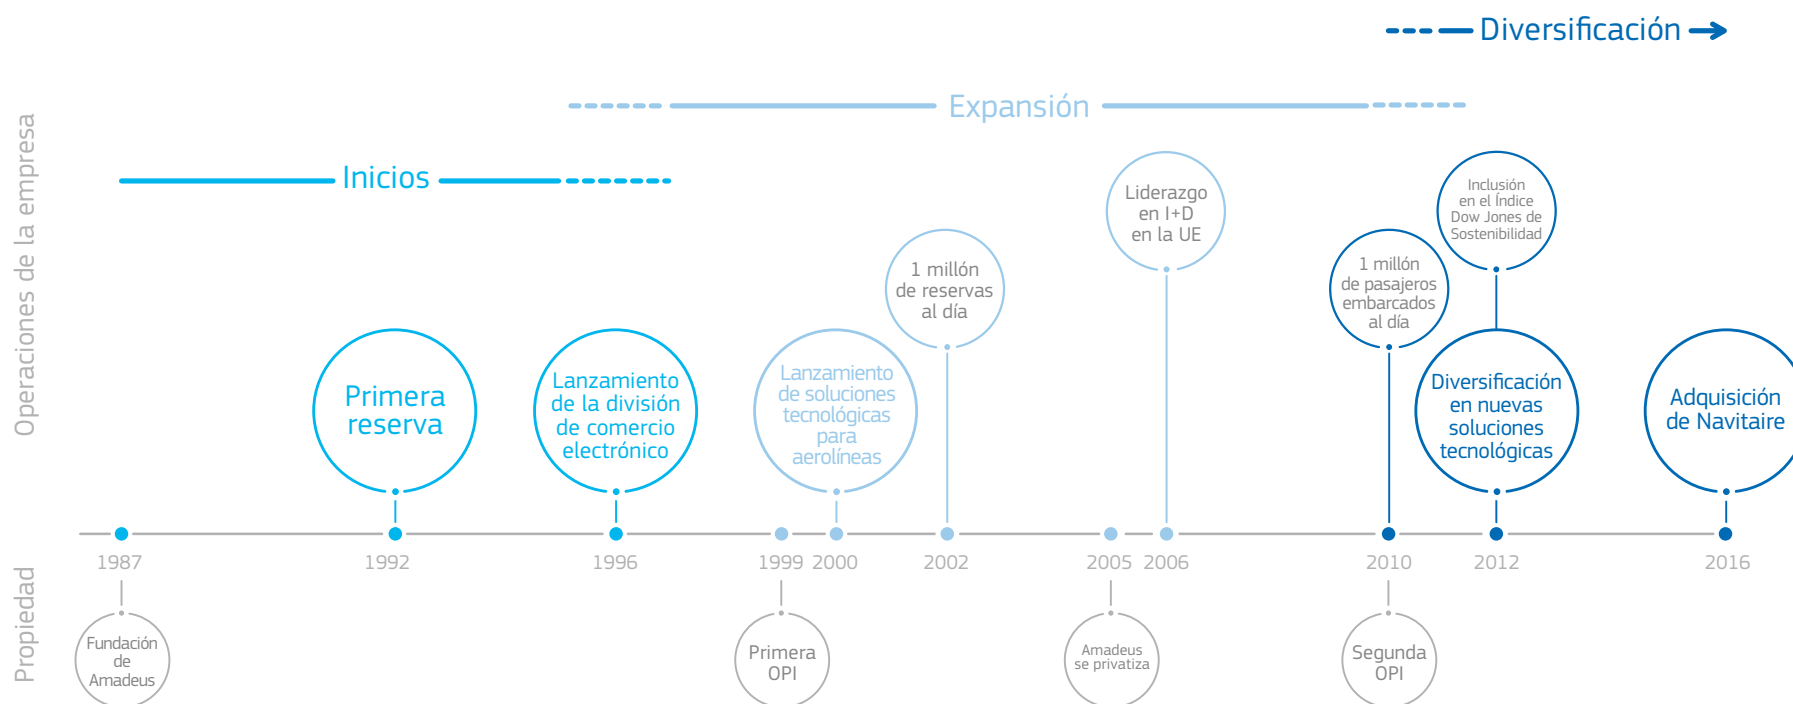 Diversificación
Expansión
Inicios
Operaciones de la empresa
Propiedad
Primera
reserva
Lanzamiento
de la división
de comercio
electrónico
Lanzamiento
de soluciones
tecnológicas
para
aerolíneas
1 millón
de reservas
al día
Liderazgo
en I+D
en la UE
1 millón
de pasajeros
embarcados
al día
Inclusión
en el Índice
Dow Jones de
Sostenibilidad
Diversificación
en nuevas
soluciones
tecnológicas
Adquisición
de Navitaire
1987
1992
1996
1999
2000
2002
2005
2006
2010
2012
2016
Fundación
de
Amadeus
Primera
OPI
Amadeus
se privatiza
Segunda
OPI